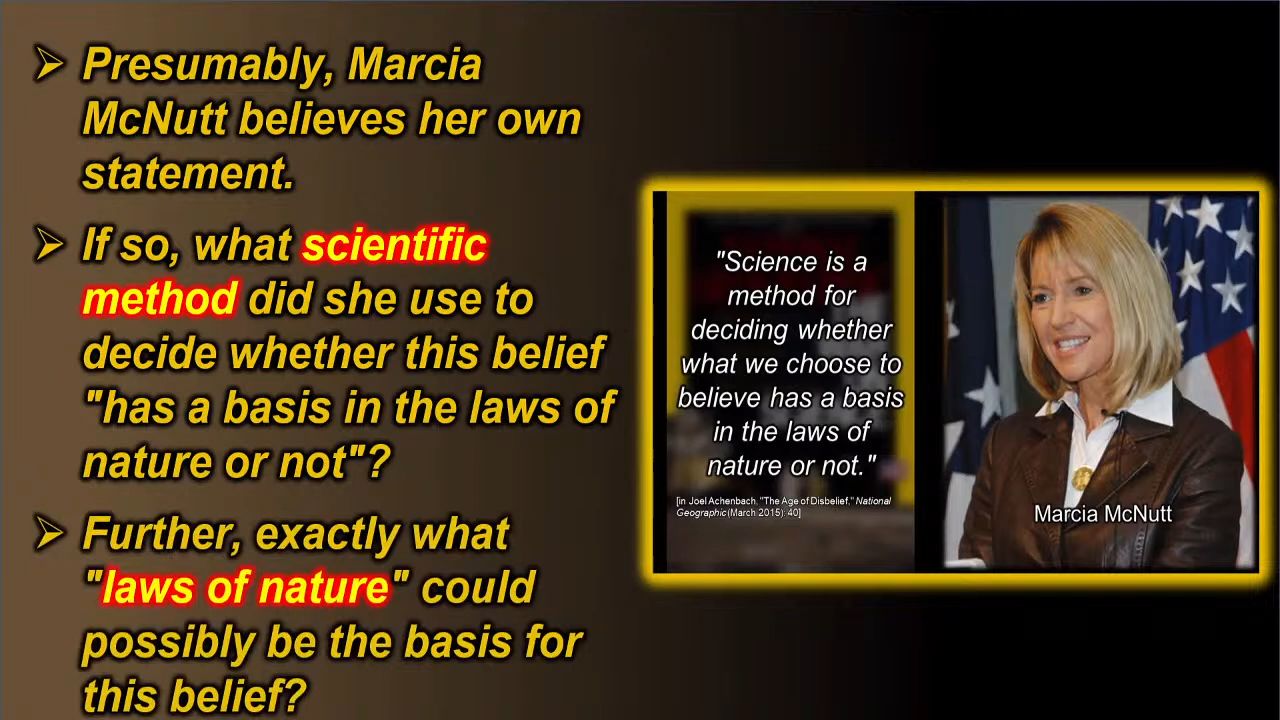 Presumably, Marcia
McNutt believes her own
statement.
If so, what scientific
method did she use to
decide whether this belief
"has a basis in the laws of
nature or not"?
Further, exactly what
"laws of nature" could
possibly be the basis for
this belief?
"Science is a
method for
deciding whether
what we choose to
believe has a basis
in the laws of
nature or not."
[in Joel Achenbach, "The Age of Disbelief," National
Geographic (March 2015): 40]
Marcia McNutt